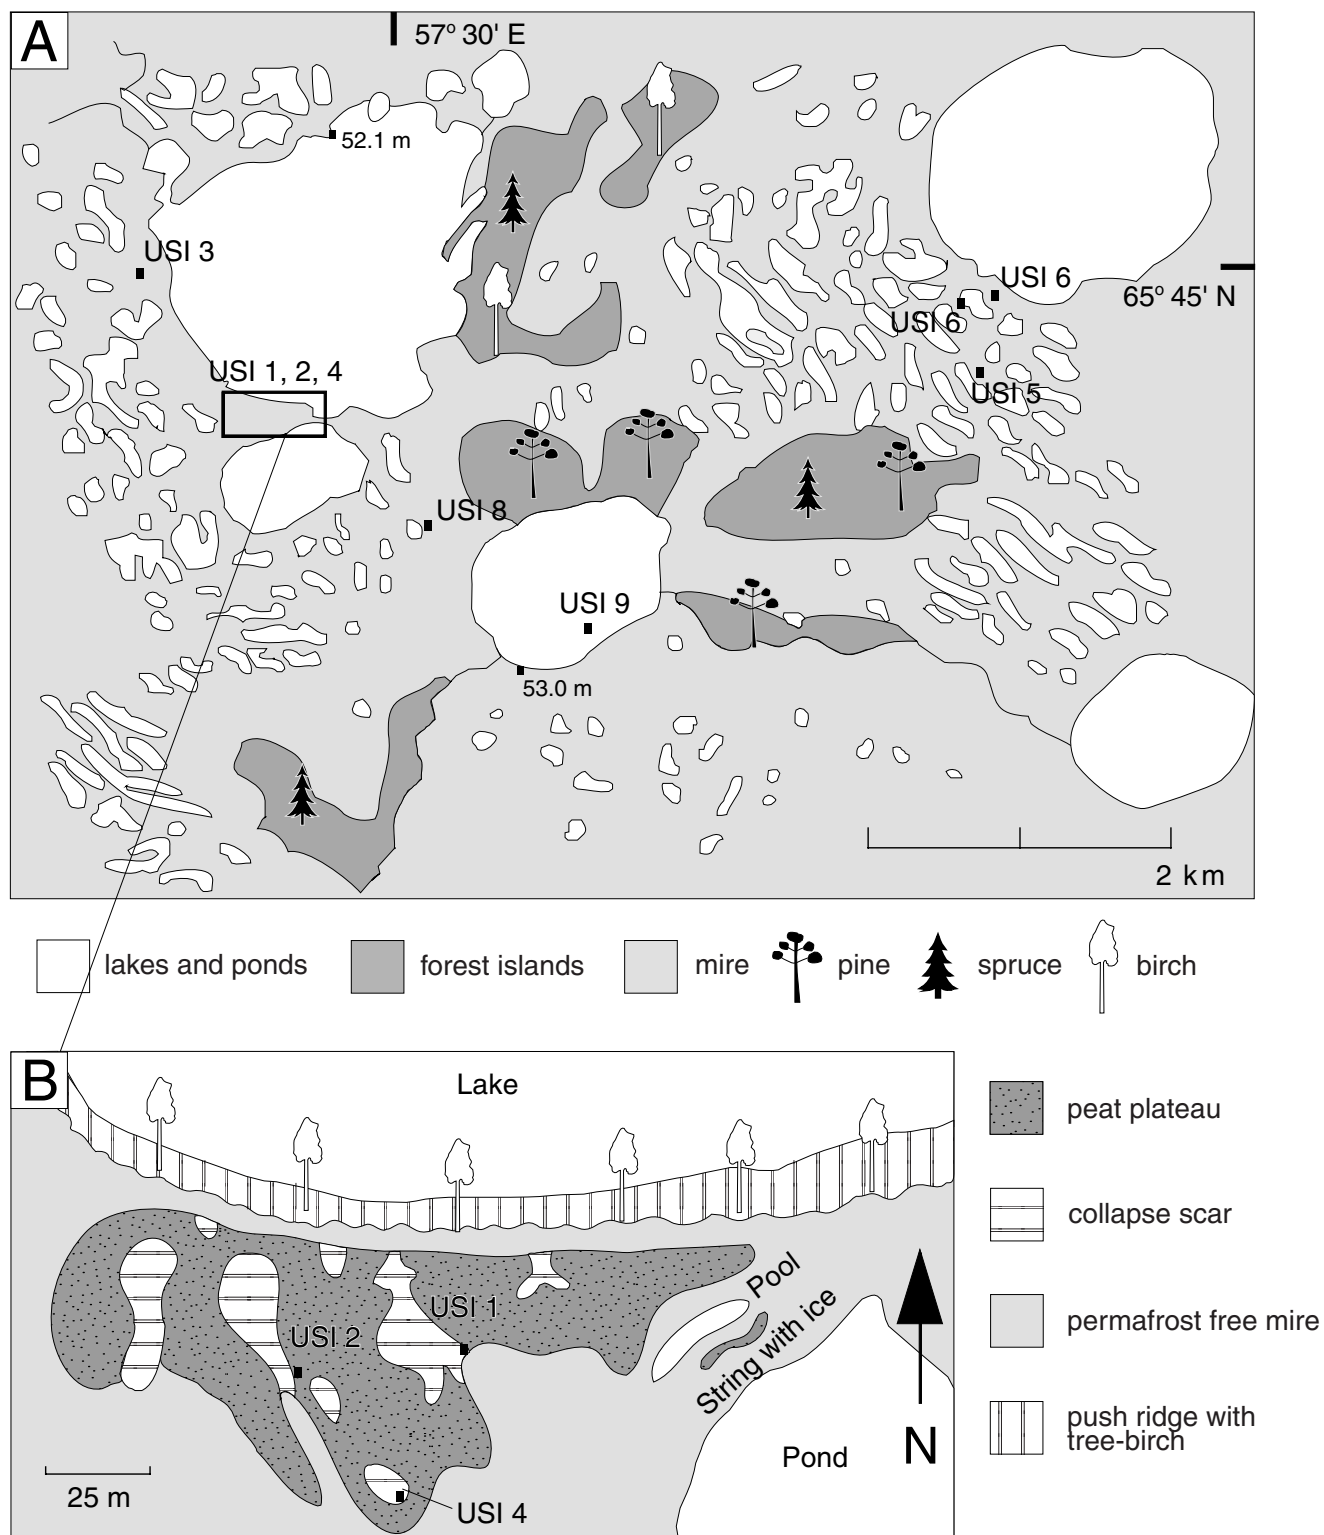 A
57° 30' E
52.1 m
USI 3
USI 6
65° 45' N
USI 6
USI 1, 2, 4
USI 5
USI 8
USI 9
53.0 m
2 km
lakes and ponds
forest islands
mire
pine
spruce
birch
B
Lake
peat plateau
collapse scar
Pool
String with ice
USI 1
USI 2
permafrost free mire
push ridge with
tree-birch
N
Pond
25 m
USI 4